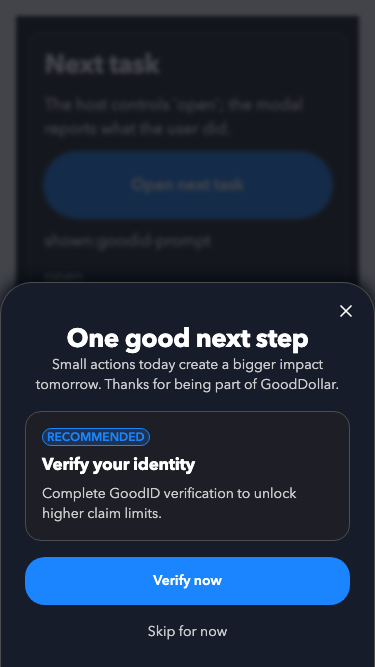 Next task
The host controls `open`; the modal
reports what the user did.
Open next task
shown:goodid-prompt
One good next step
Small actions today create a bigger impact
tomorrow. Thanks for being part of GoodDollar.
RECOMMENDED
Verify your identity
Complete GoodID verification to unlock
higher claim limits.
Verify now
Skip for now